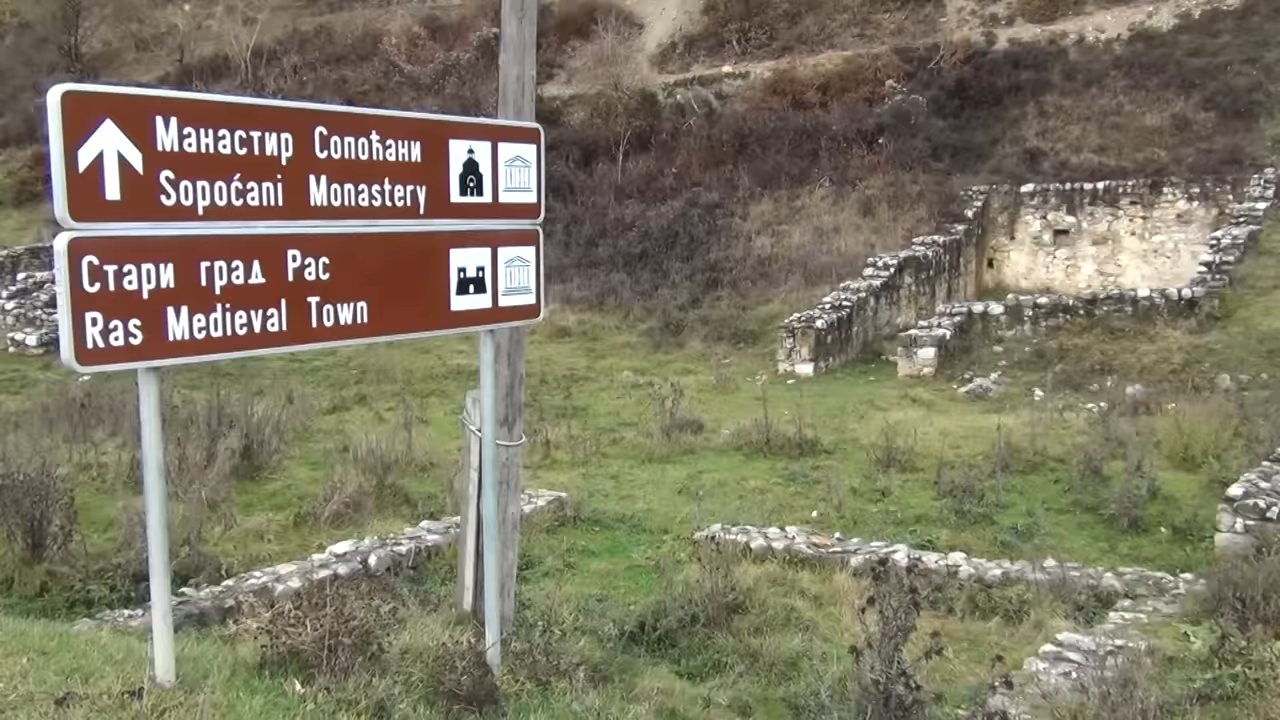 Манастир Сопоћани
Sopoćani Monastery
Стари град Рас
Ras Medieval Town